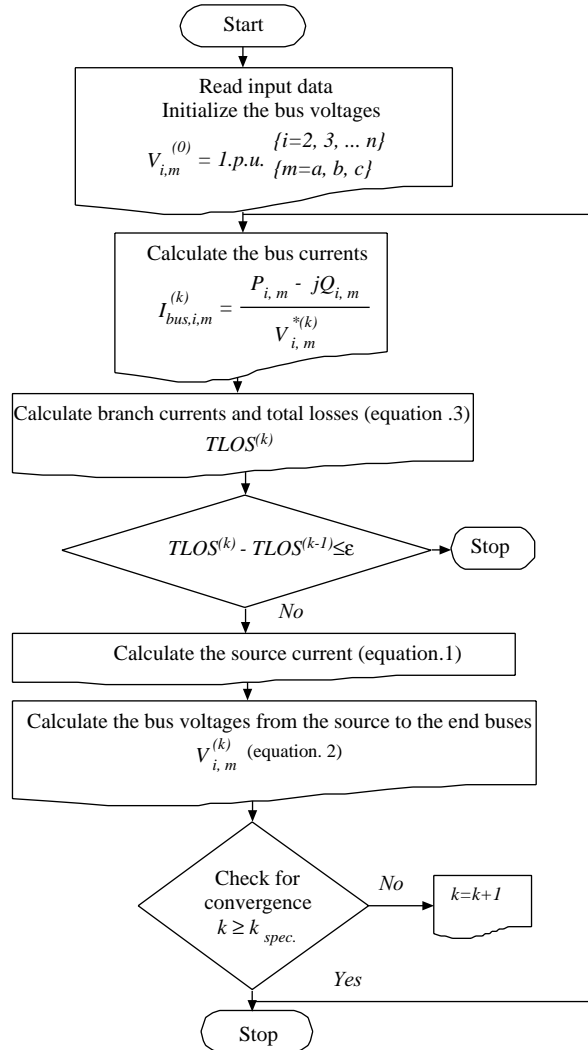 Start
Read input data
Initialize the bus voltages
V_{i,m}^{(0)} = 1.p.u. {i=2, 3, ... n}
{m=a, b, c}
Calculate the bus currents
I_{bus,i,m}^{(k)} = \frac{P_{i, m} - jQ_{i, m}}{V_{i, m}^{*(k)}}
Calculate branch currents and total losses (equation .3)
TLOS^{(k)}
TLOS^{(k)} - TLOS^{(k-1)}≤ε
Stop
No
Calculate the source current (equation.1)
Calculate the bus voltages from the source to the end buses
V_{i, m}^{(k)} (equation. 2)
Check for
convergence
k ≥ k_{spec.}
No
k=k+1
Yes
Stop